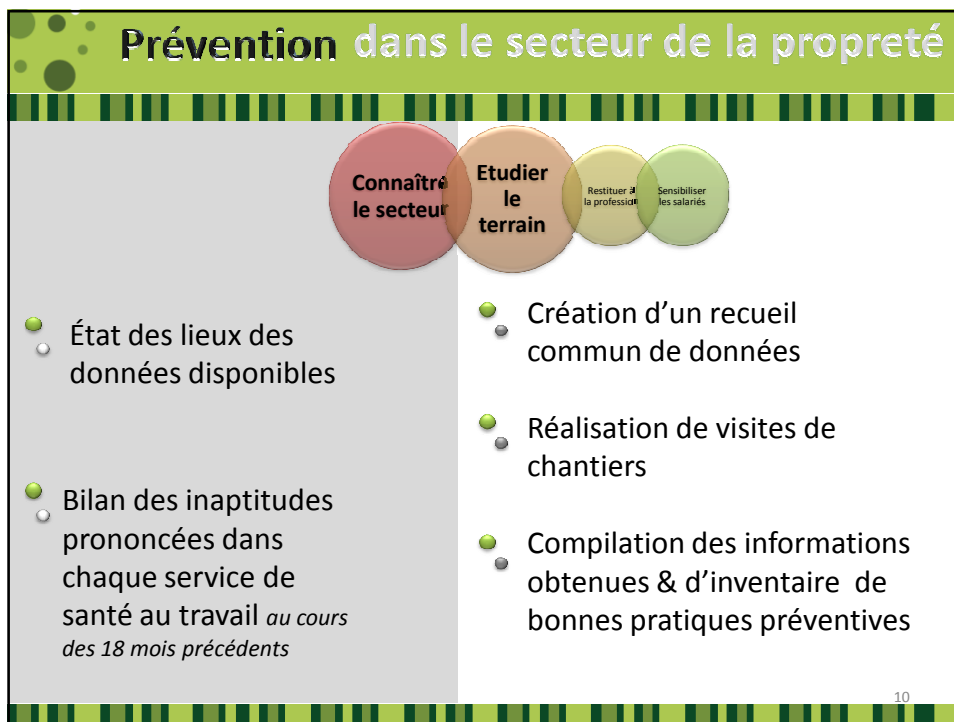 Prévention dans le secteur de la propreté
Connaître
le secteur
Etudier
le
terrain
Restituer à
la profession
Sensibiliser
les salariés
État des lieux des
données disponibles
Bilan des inaptitudes
prononcées dans
chaque service de
santé au travail au cours
des 18 mois précédents
Création d’un recueil
commun de données
Réalisation de visites de
chantiers
Compilation des informations
obtenues & d’inventaire de
bonnes pratiques préventives
10